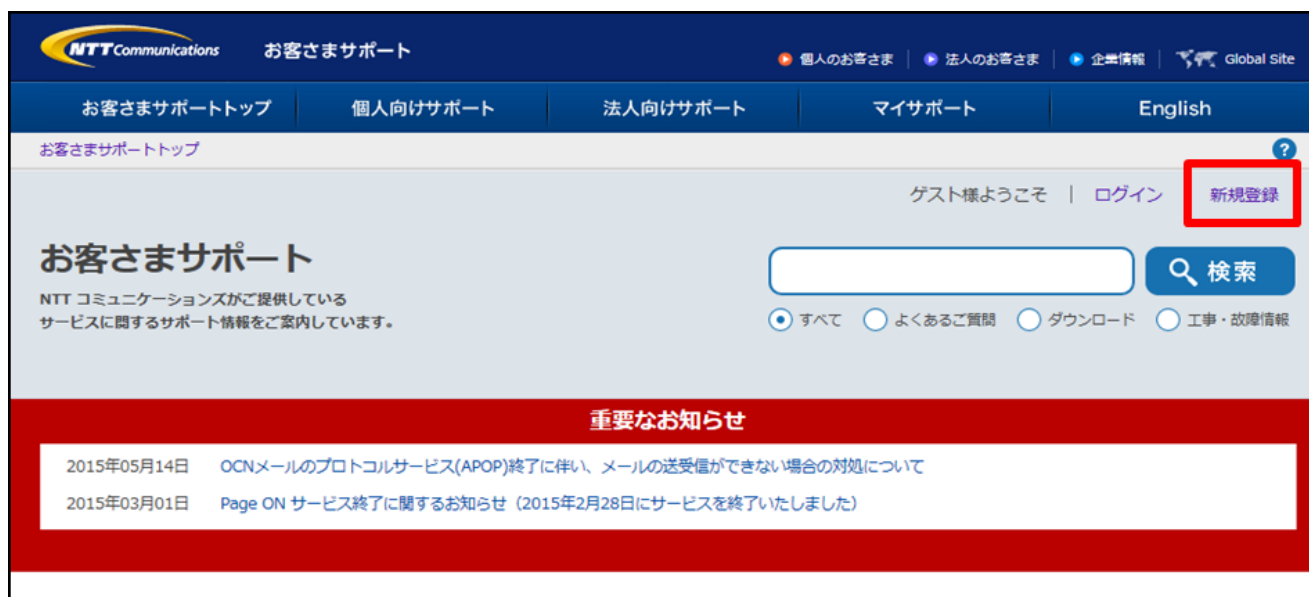 NTT Communications お客さまサポート
個人のお客さま 法人のお客さま 企業情報 Global Site
お客さまサポートトップ 個人向けサポート 法人向けサポート マイサポート English
お客さまサポートトップ ?
ゲスト様ようこそ | ログイン 新規登録
お客さまサポート
検索
NTT コミュニケーションズがご提供している
サービスに関するサポート情報をご案内しています。
すべて よくあるご質問 ダウンロード 工事・故障情報
重要なお知らせ
2015年05月14日 OCNメールのプロトコルサービス(APOP)終了に伴い、メールの送受信ができない場合の対処について
2015年03月01日 Page ON サービス終了に関するお知らせ（2015年2月28日にサービスを終了いたしました）